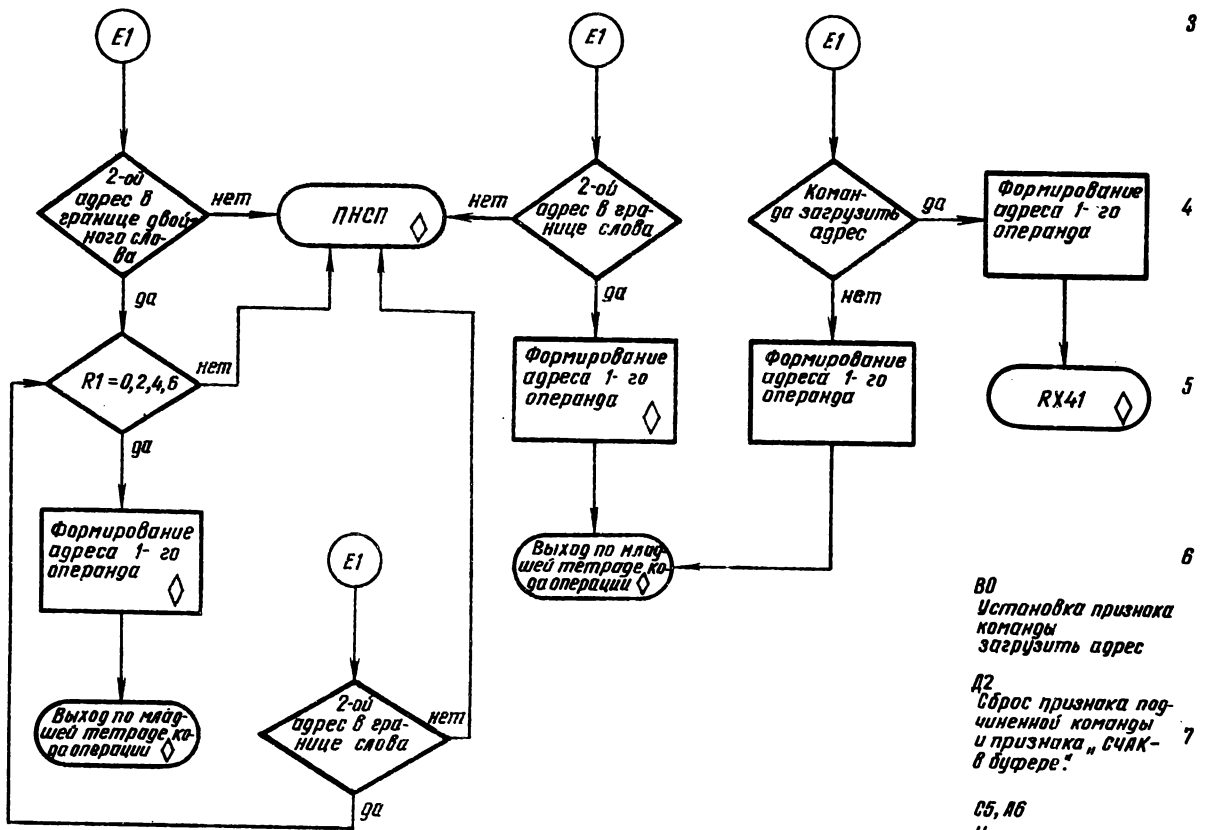 E1
E1
E1
3
2-ой
адрес в
границе двой-
ного сло-
ва
нет
ПНСП
нет
2-ой
адрес в гра-
нице слова
Коман-
да загрузить
адрес
да
Формирование
адреса 1-го
операнда
4
да
да
нет
R1=0,2,4,6
нет
Формирование
адреса 1-го
операнда
Формирование
адреса 1-го
операнда
RX41
5
да
Формирование
адреса 1-го
операнда
E1
Выход по млад-
шей тетраде ко-
да операции
6
B0
Установка признака
команды
загрузить адрес
Выход по млад-
шей тетраде ко-
да операции
2-ой
адрес в гра-
нице слова
нет
да
Д2
Сброс признака под-
чиненной команды
и признака „СЧАК-
в буфере."
7
C5, A6